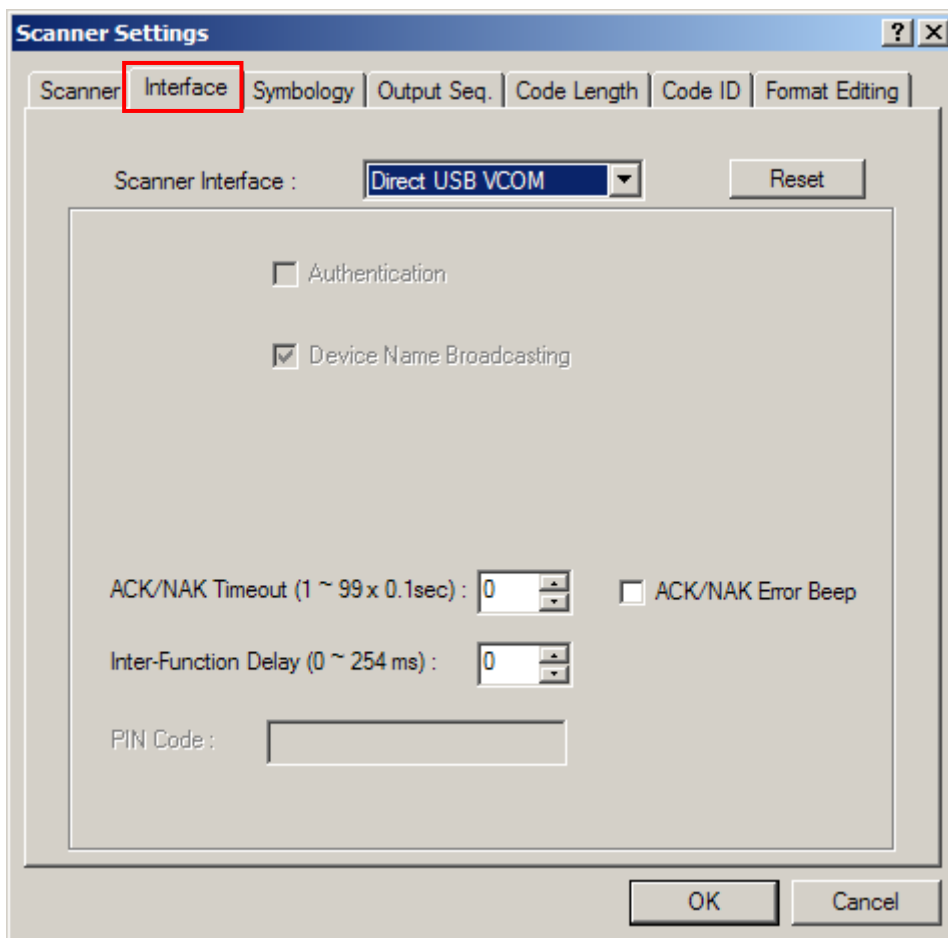 Scanner Settings
Scanner Interface Symbology Output Seq. Code Length Code ID Format Editing
Scanner Interface : Direct USB VCOM Reset
Authentication
Device Name Broadcasting
ACK/NAK Timeout (1 ~ 99 x 0.1sec) : 0 ACK/NAK Error Beep
Inter-Function Delay (0 ~ 254 ms) : 0
PIN Code :
OK Cancel